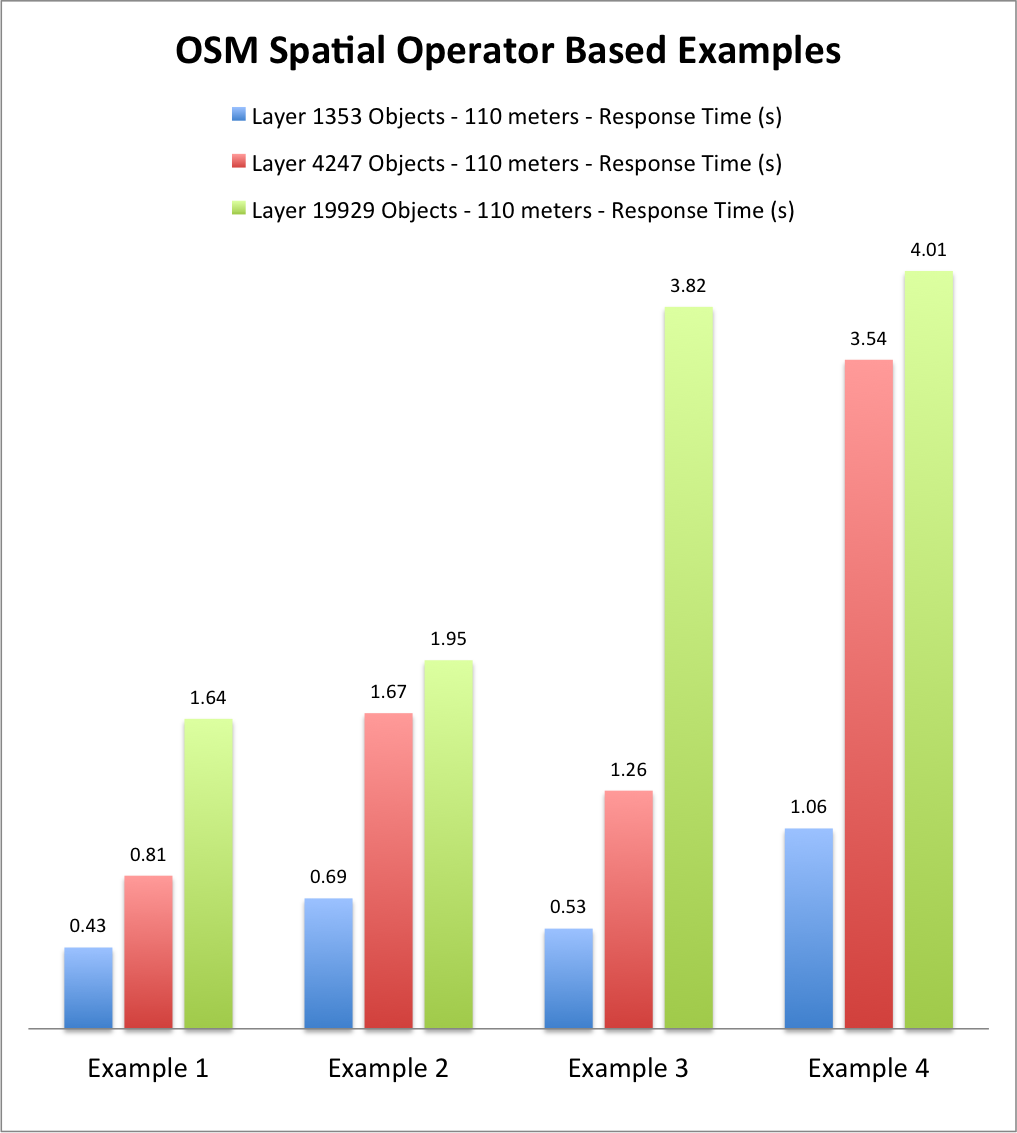 OSM Spatial Operator Based Examples
Layer 1353 Objects - 110 meters - Response Time (s)
Layer 4247 Objects - 110 meters - Response Time (s)
Layer 19929 Objects - 110 meters - Response Time (s)
0.43
0.81
1.64
0.69
1.67
1.95
0.53
1.26
3.82
1.06
3.54
4.01
Example 1
Example 2
Example 3
Example 4